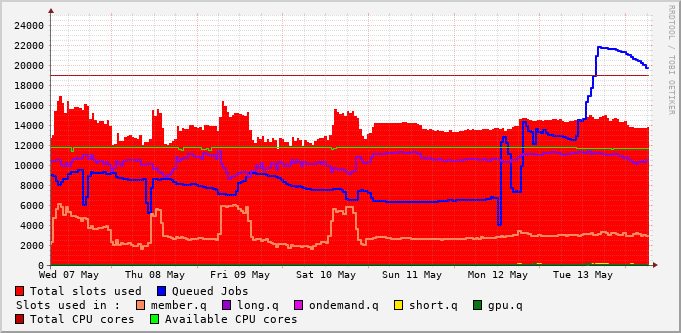 RRDTOOL / TOBI OETIKER
24000
22000
20000
18000
16000
14000
12000
10000
8000
6000
4000
2000
0
Wed 07 May Thu 08 May Fri 09 May Sat 10 May Sun 11 May Mon 12 May Tue 13 May
Total slots used Queued Jobs
Slots used in : member.q long.q ondemand.q short.q gpu.q
Total CPU cores Available CPU cores